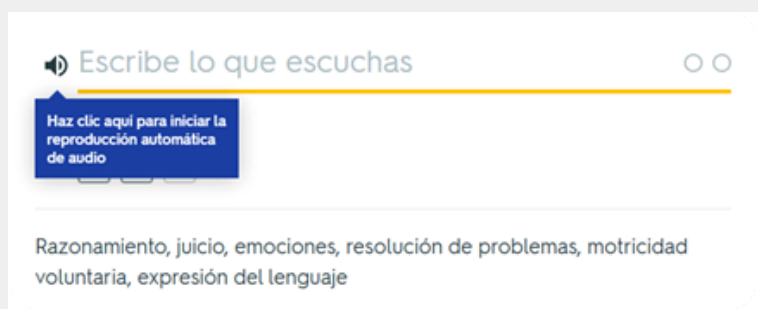 Escribe lo que escuchas
Haz clic aquí para iniciar la
reproducción automática
de audio
Razonamiento, juicio, emociones, resolución de problemas, motricidad
voluntaria, expresión del lenguaje